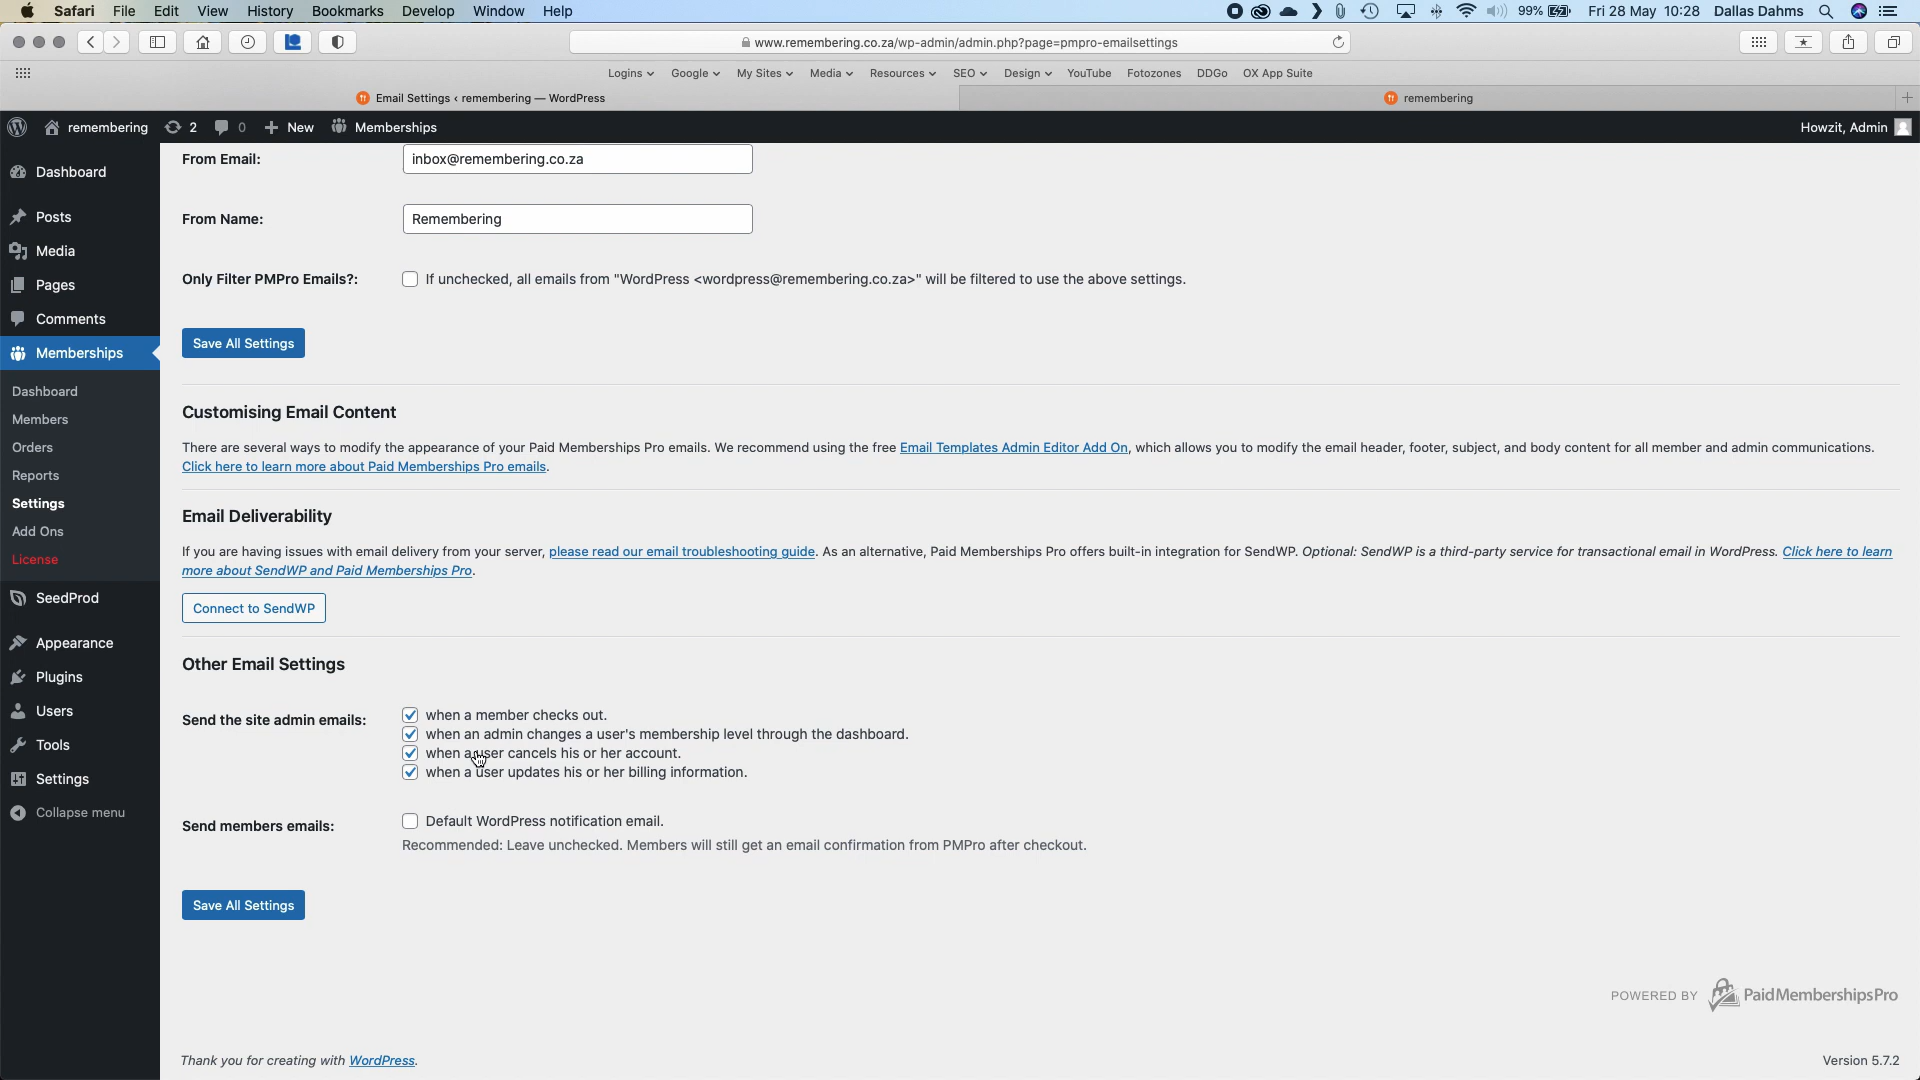 Safari File Edit View History Bookmarks Develop Window Help 99% Fri 28 May 10:28 Dallas Dahms
www.remembering.co.za/wp-admin/admin.php?page=pmpro-emailsettings
Logins Google My Sites Media Resources SEO Design YouTube Fotozones DDGo OX App Suite
Email Settings ‹ remembering — WordPress
remembering
remembering 2 0 New Memberships Howzit, Admin
Dashboard
Posts
Media
Pages
Comments
Memberships
Dashboard
Members
Orders
Reports
Settings
Add Ons
License
SeedProd
Appearance
Plugins
Users
Tools
Settings
Collapse menu
From Email: inbox@remembering.co.za
From Name: Remembering
Only Filter PMPro Emails?: If unchecked, all emails from "WordPress <wordpress@remembering.co.za>" will be filtered to use the above settings.
Save All Settings
Customising Email Content
There are several ways to modify the appearance of your Paid Memberships Pro emails. We recommend using the free Email Templates Admin Editor Add On, which allows you to modify the email header, footer, subject, and body content for all member and admin communications.
Click here to learn more about Paid Memberships Pro emails.
Email Deliverability
If you are having issues with email delivery from your server, please read our email troubleshooting guide. As an alternative, Paid Memberships Pro offers built-in integration for SendWP. Optional: SendWP is a third-party service for transactional email in WordPress. Click here to learn
more about SendWP and Paid Memberships Pro.
Connect to SendWP
Other Email Settings
Send the site admin emails: when a member checks out.
when an admin changes a user's membership level through the dashboard.
when a user cancels his or her account.
when a user updates his or her billing information.
Send members emails: Default WordPress notification email.
Recommended: Leave unchecked. Members will still get an email confirmation from PMPro after checkout.
Save All Settings
POWERED BY PaidMembershipsPro
Thank you for creating with WordPress. Version 5.7.2